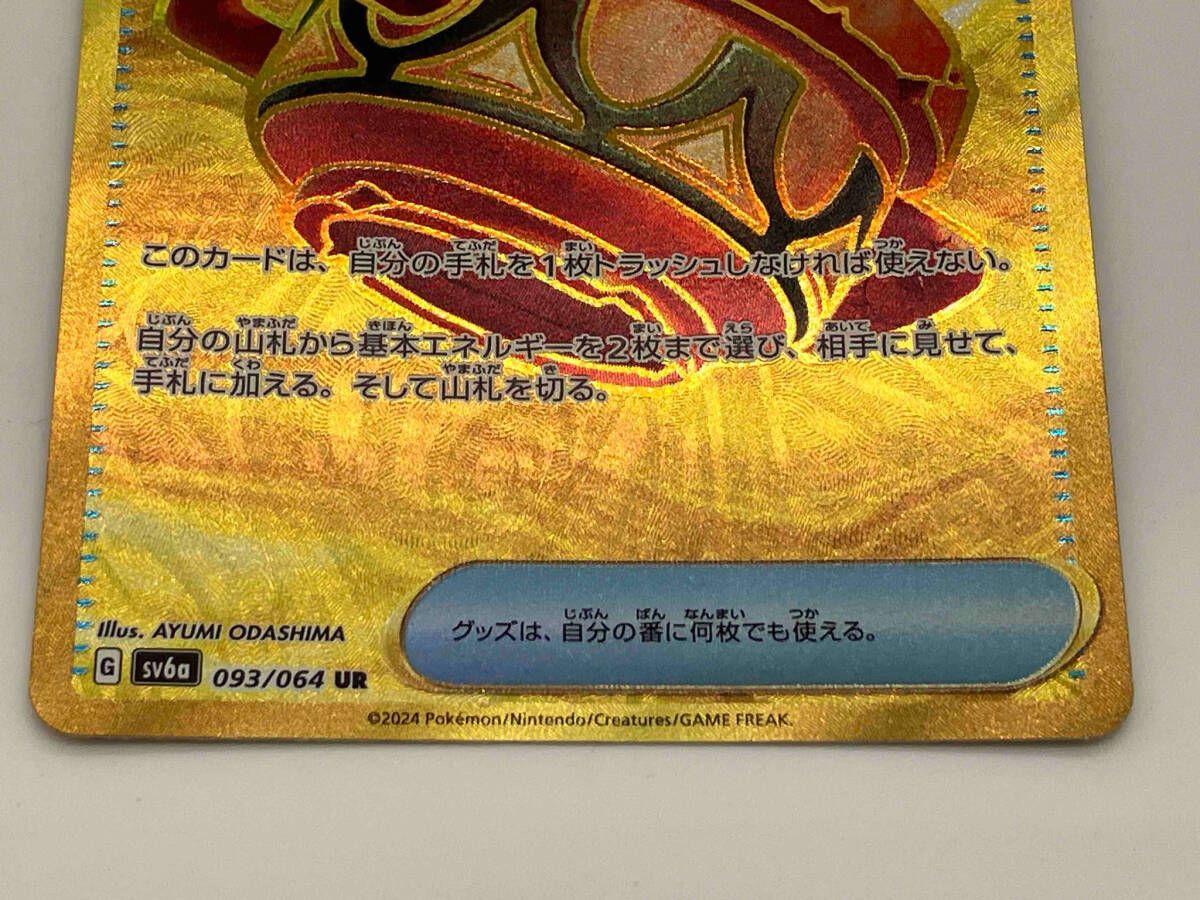 このカードは、自分の手札を1枚トラッシュしなければ使えない。
自分の山札から基本エネルギーを2枚まで選び、相手に見せて、
手札に加える。そして山札を切る。
グッズは、自分の番に何枚でも使える。
Illus. AYUMI ODASHIMA
G sv6a 093/064 UR
©2024 Pokémon/Nintendo/Creatures/GAME FREAK.